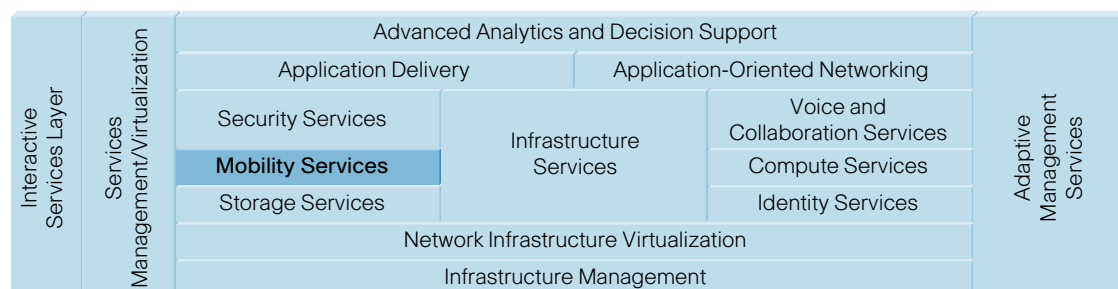 Interactive
Services Layer
Services
Management/Virtualization
Advanced Analytics and Decision Support
Application Delivery
Application-Oriented Networking
Security Services
Mobility Services
Storage Services
Infrastructure
Services
Voice and
Collaboration Services
Compute Services
Identity Services
Network Infrastructure Virtualization
Infrastructure Management
Adaptive
Management
Services